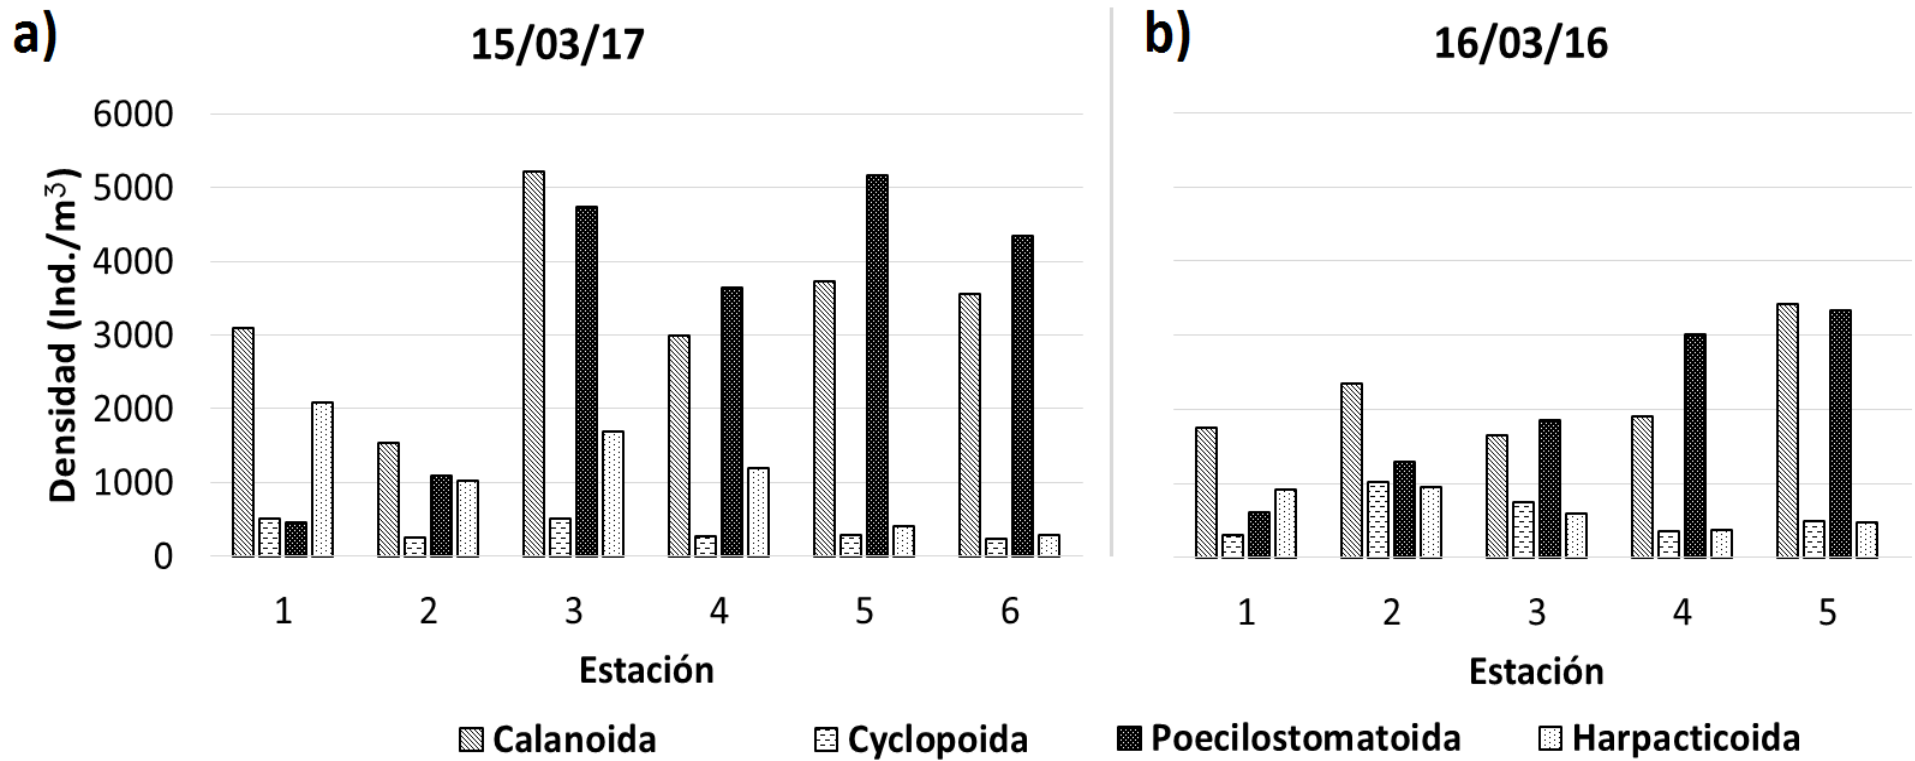 a)
15/03/17
b)
16/03/16
6000
5000
4000
3000
2000
1000
0
Densidad (Ind./m³)
1 2 3 4 5 6
Estación
1 2 3 4 5
Estación
Calanoida Cyclopoida Poecilostomatoida Harpacticoida